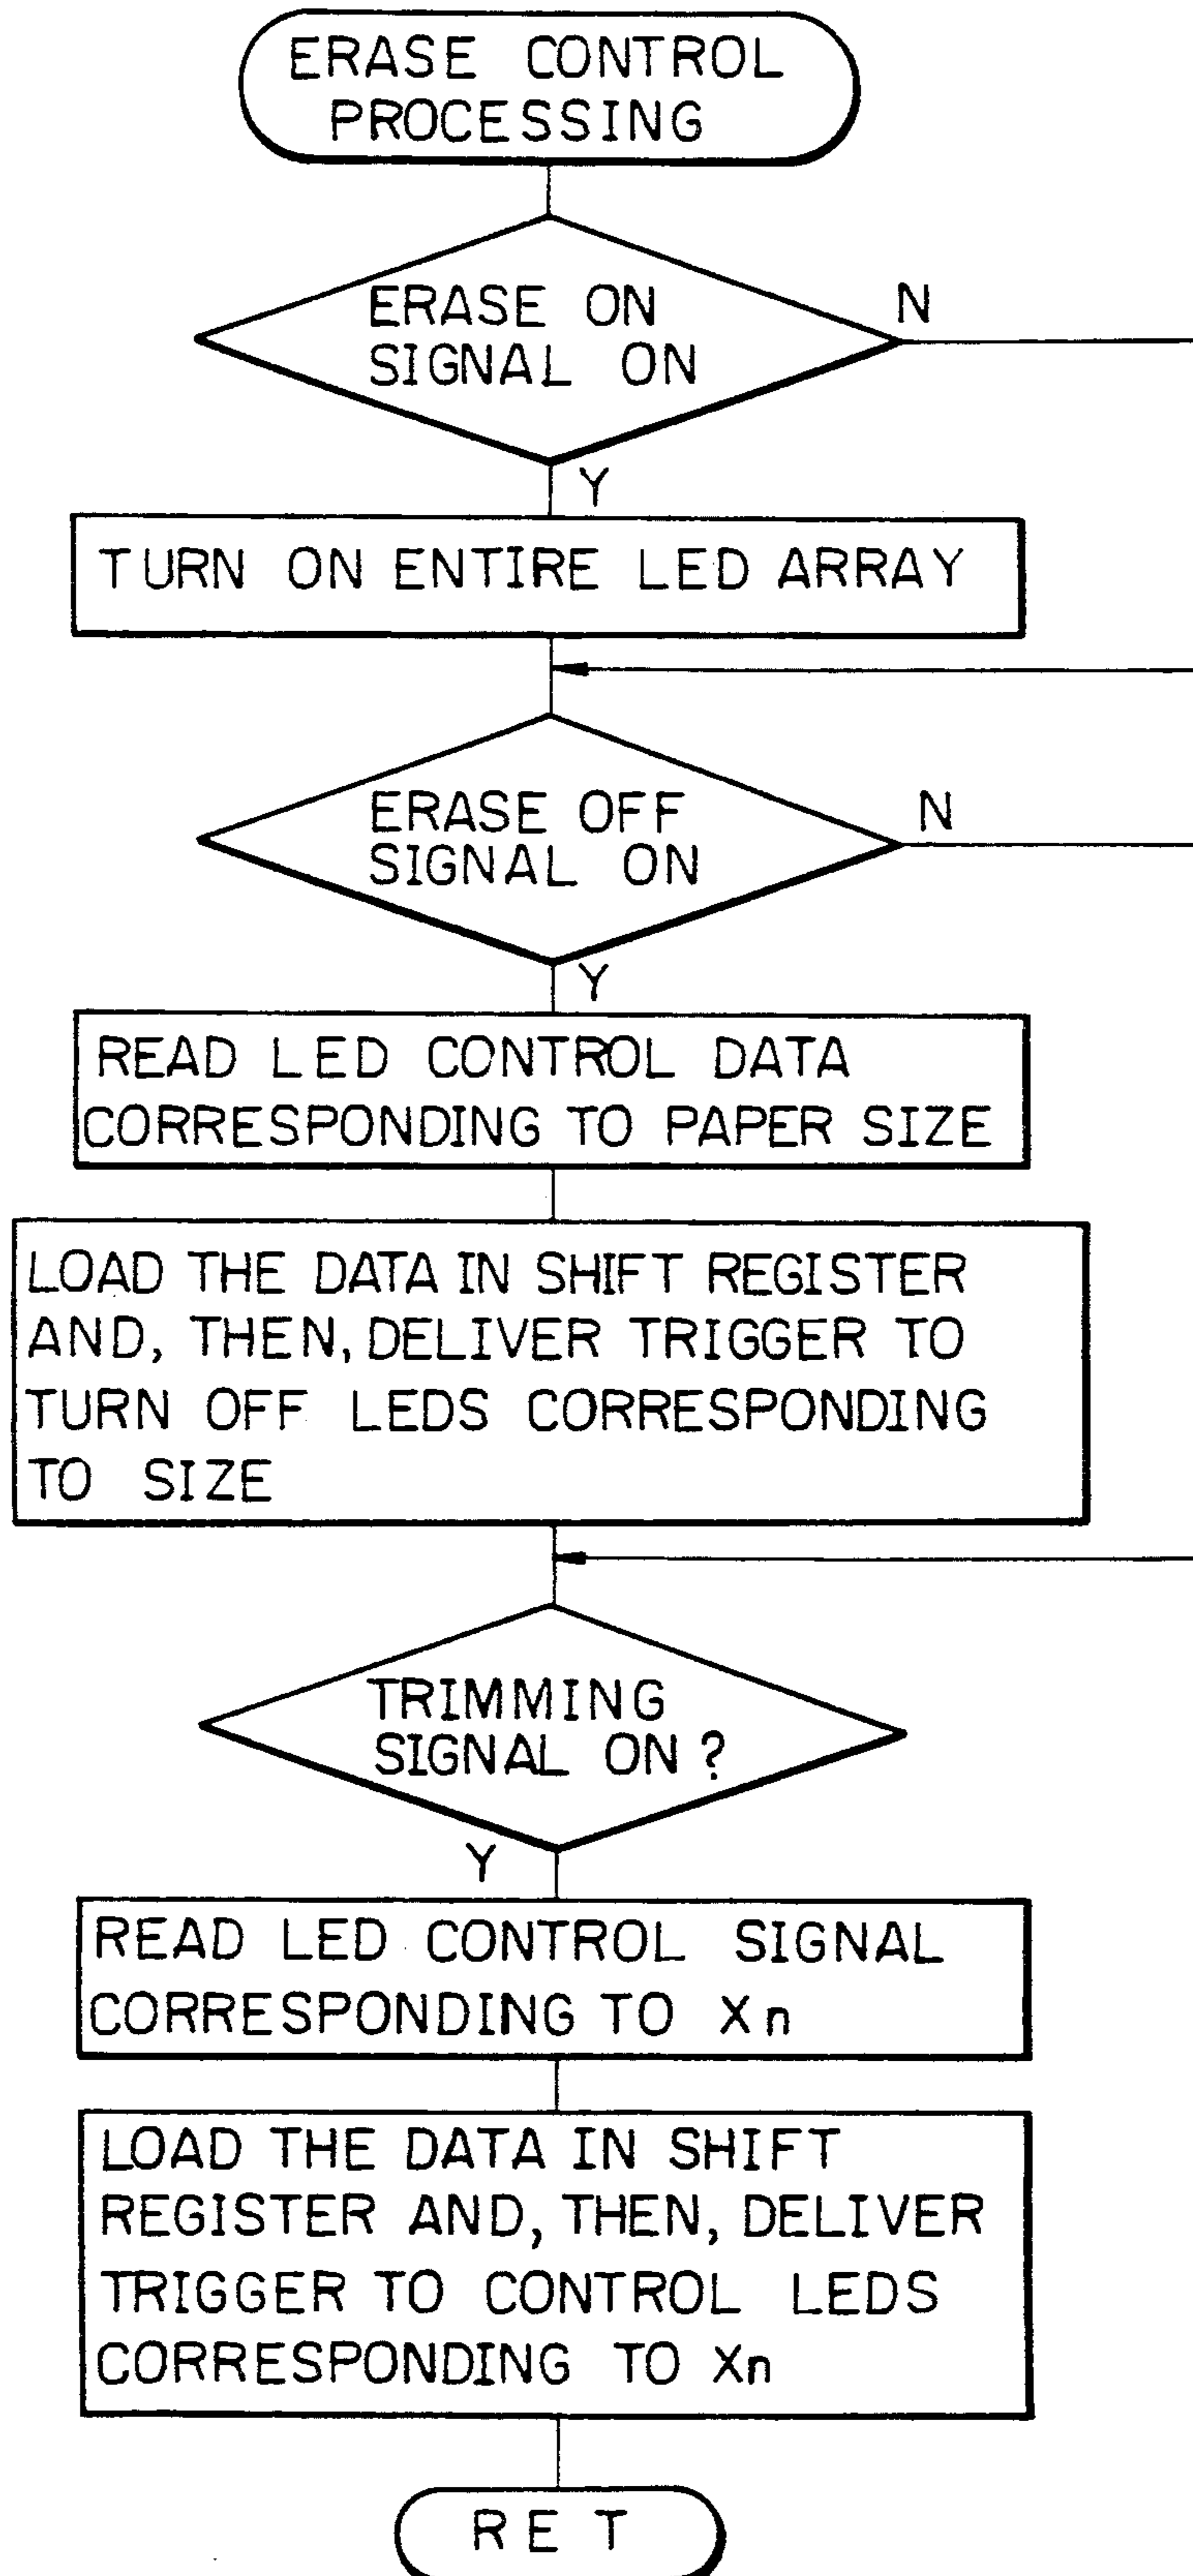 ERASE CONTROL
PROCESSING
ERASE ON
SIGNAL ON
N
Y
TURN ON ENTIRE LED ARRAY
ERASE OFF
SIGNAL ON
N
Y
READ LED CONTROL DATA
CORRESPONDING TO PAPER SIZE
LOAD THE DATA IN SHIFT REGISTER
AND, THEN, DELIVER TRIGGER TO
TURN OFF LEDS CORRESPONDING
TO SIZE
TRIMMING
SIGNAL ON ?
Y
READ LED CONTROL SIGNAL
CORRESPONDING TO Xn
LOAD THE DATA IN SHIFT
REGISTER AND, THEN, DELIVER
TRIGGER TO CONTROL LEDS
CORRESPONDING TO Xn
RET